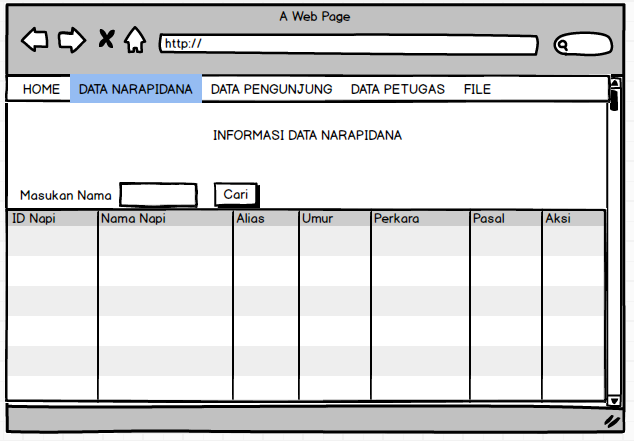 A Web Page
http://
HOME DATA NARAPIDANA DATA PENGUNJUNG DATA PETUGAS FILE
INFORMASI DATA NARAPIDANA
Masukan Nama Cari
ID Napi Nama Napi Alias Umur Perkara Pasal Aksi